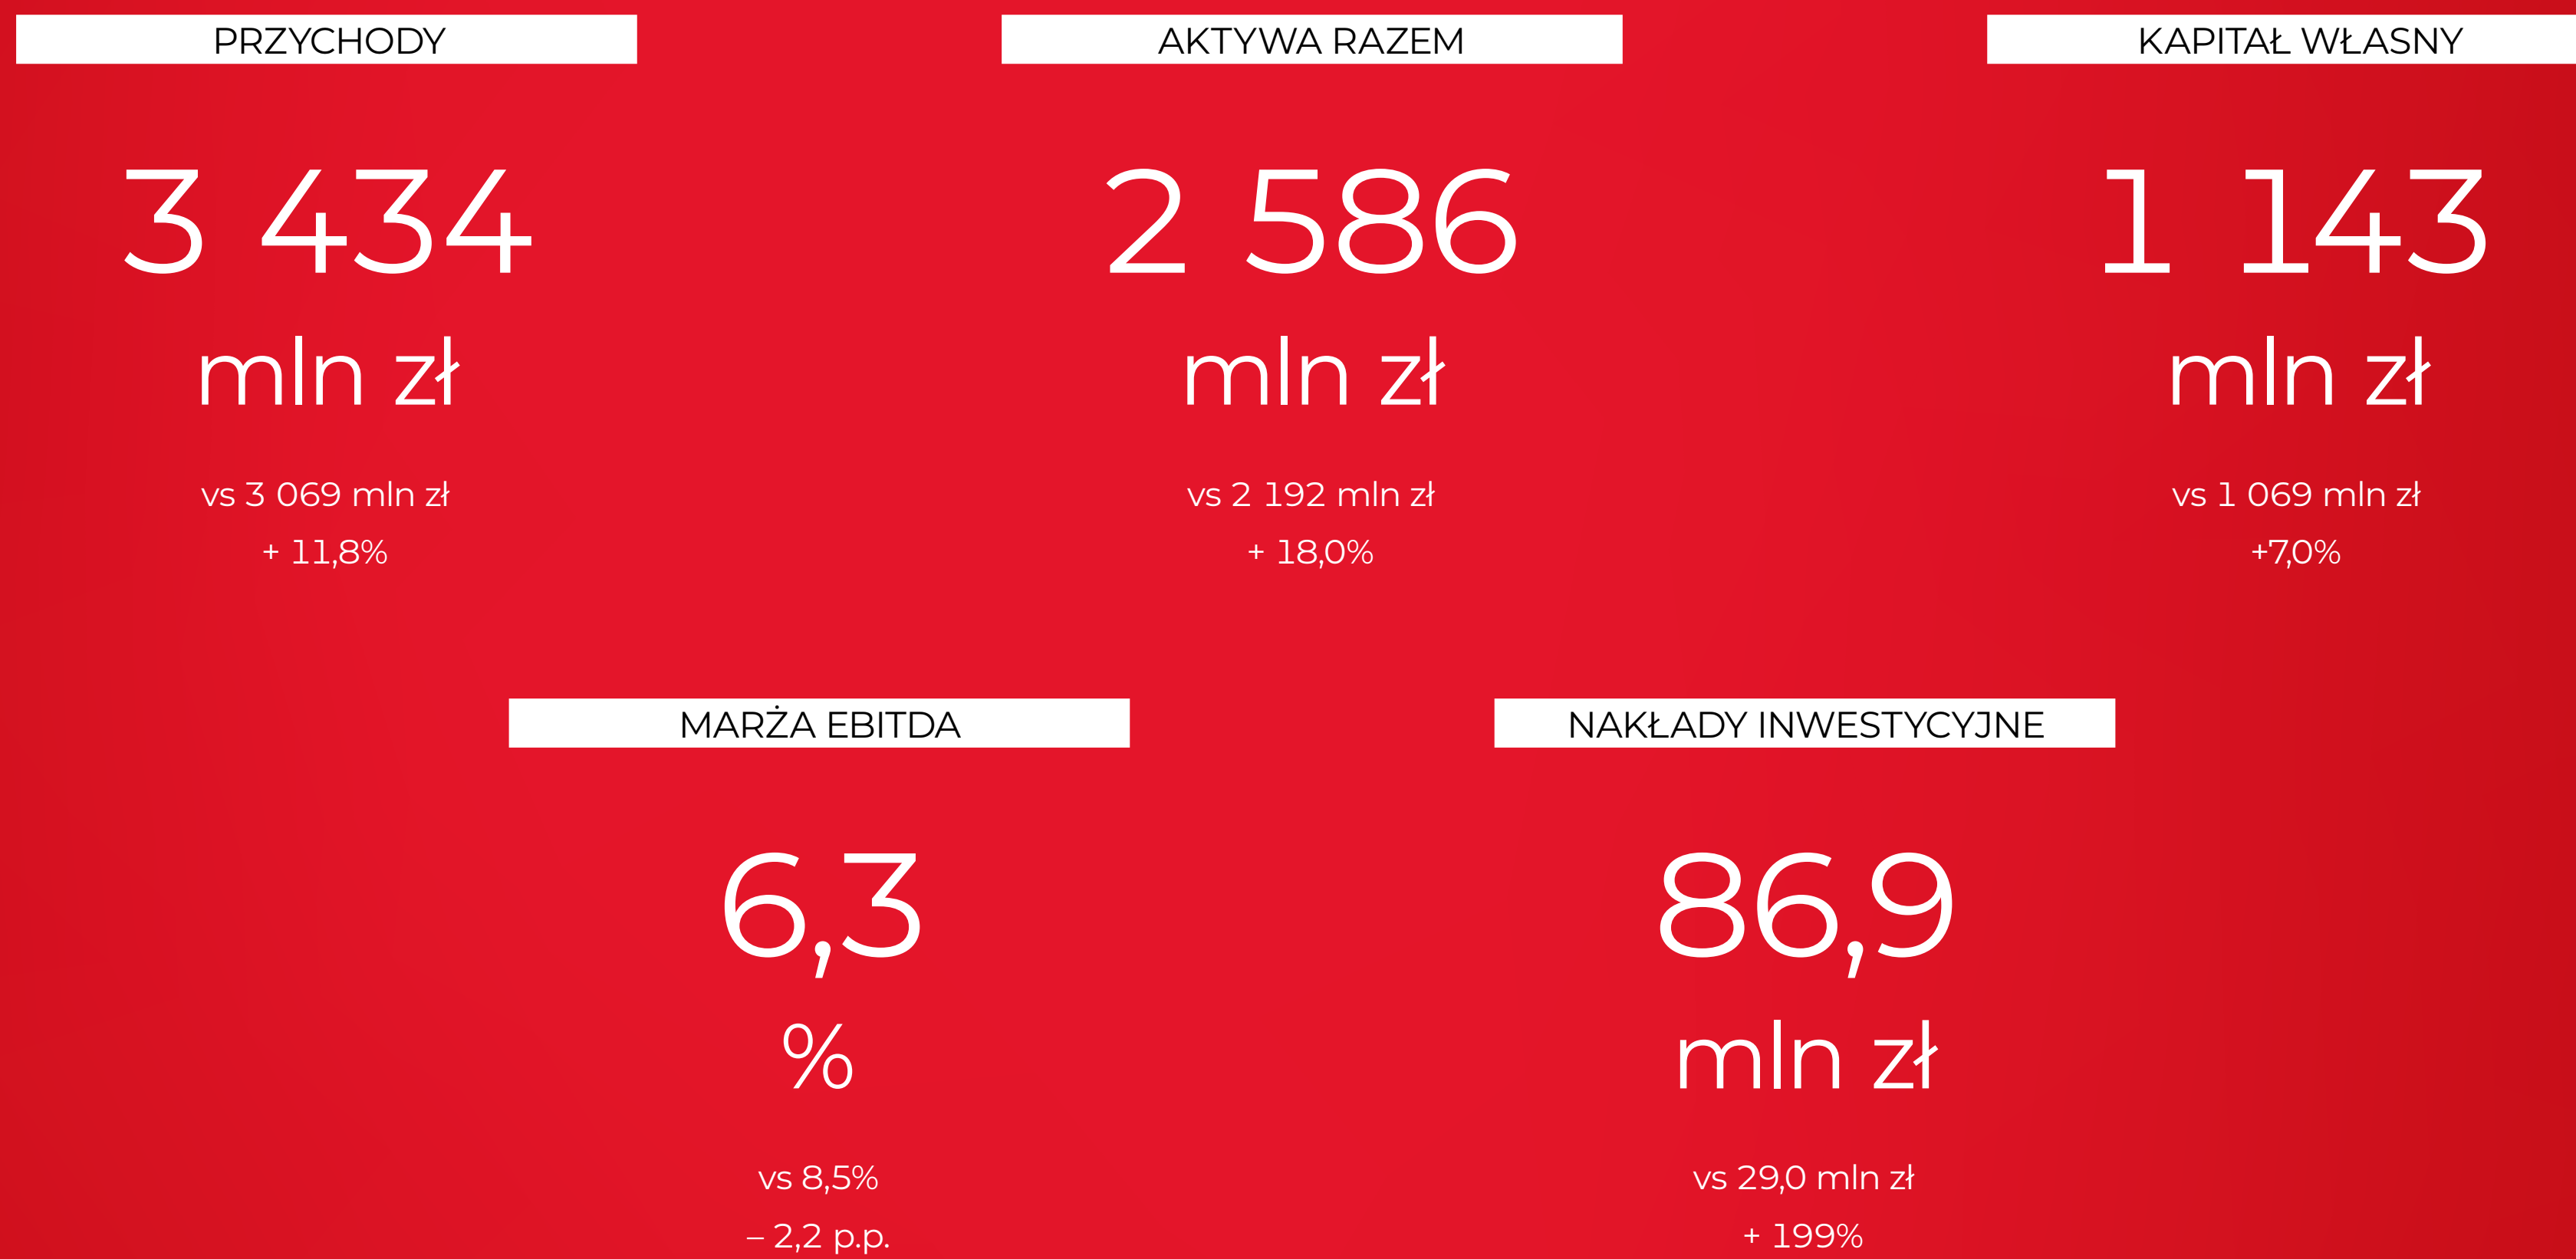 PRZYCHODY
3 434
mln zł
vs 3 069 mln zł
+ 11,8%
AKTYWA RAZEM
2 586
mln zł
vs 2 192 mln zł
+ 18,0%
KAPITAŁ WŁASNY
1 143
mln zł
vs 1 069 mln zł
+7,0%
MARŻA EBITDA
6,3
%
vs 8,5%
– 2,2 p.p.
NAKŁADY INWESTYCYJNE
86,9
mln zł
vs 29,0 mln zł
+ 199%